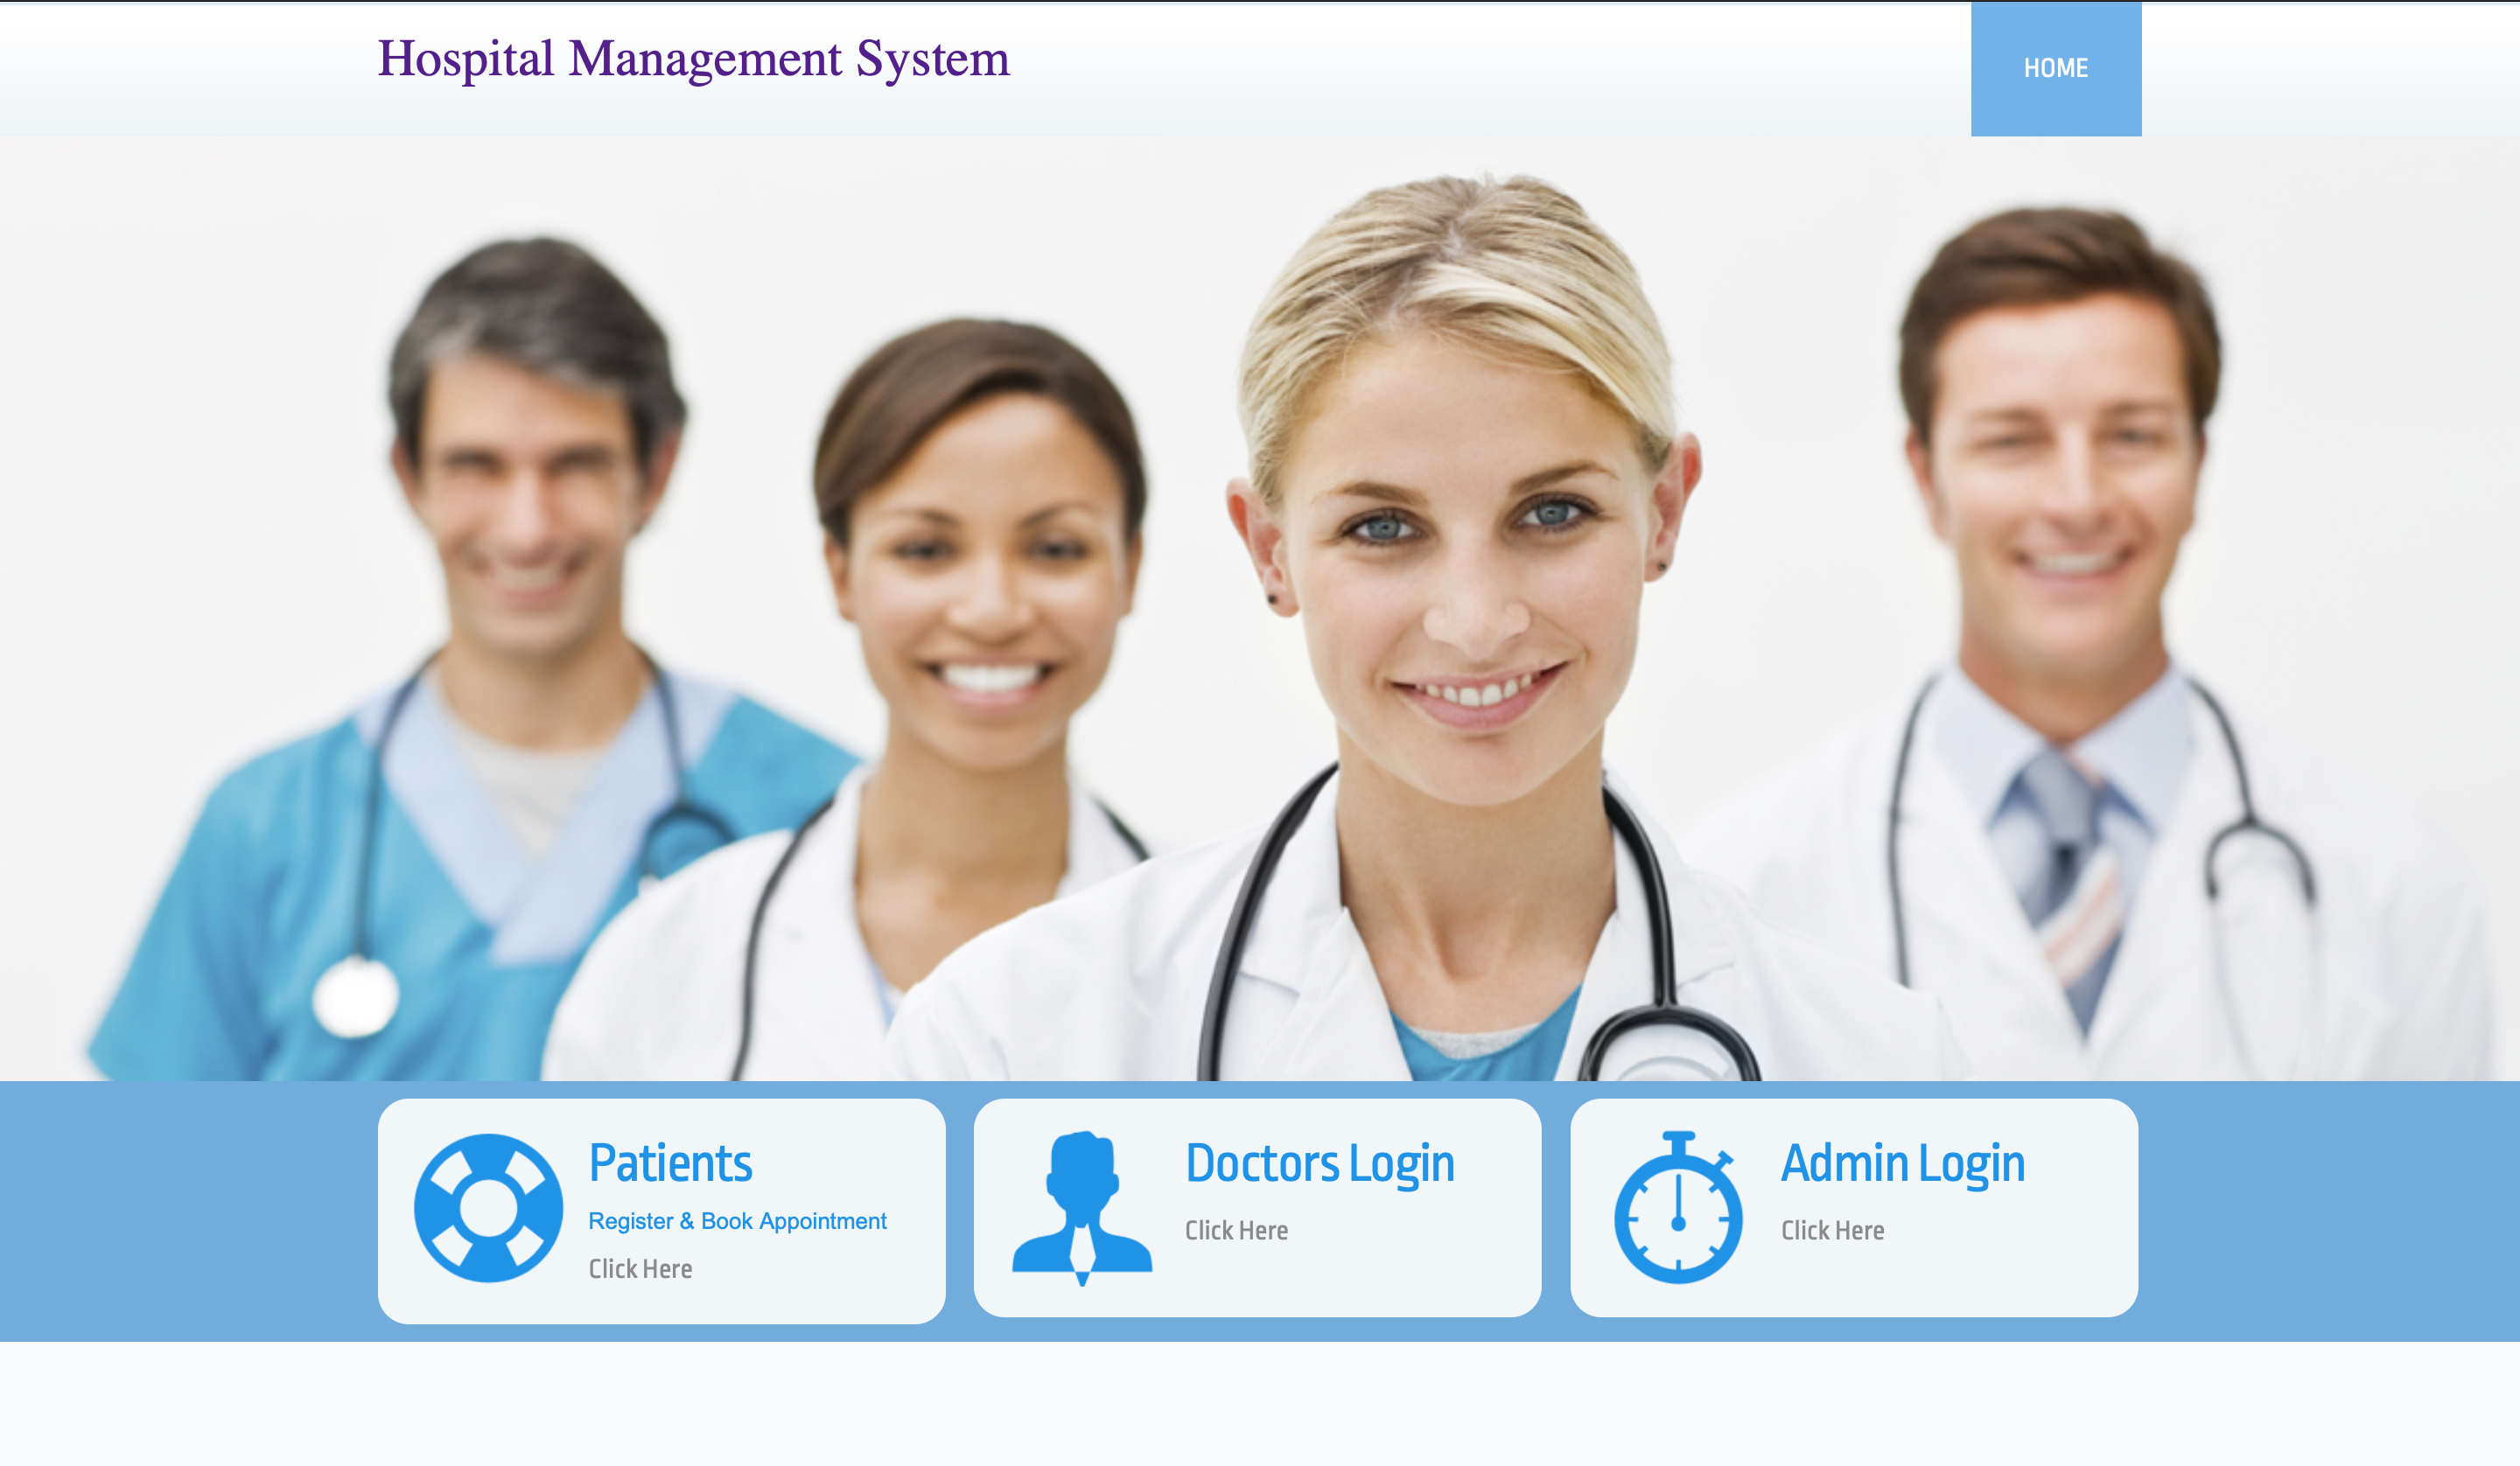 Hospital Management System
HOME
Patients
Register & Book Appointment
Click Here
Doctors Login
Click Here
Admin Login
Click Here